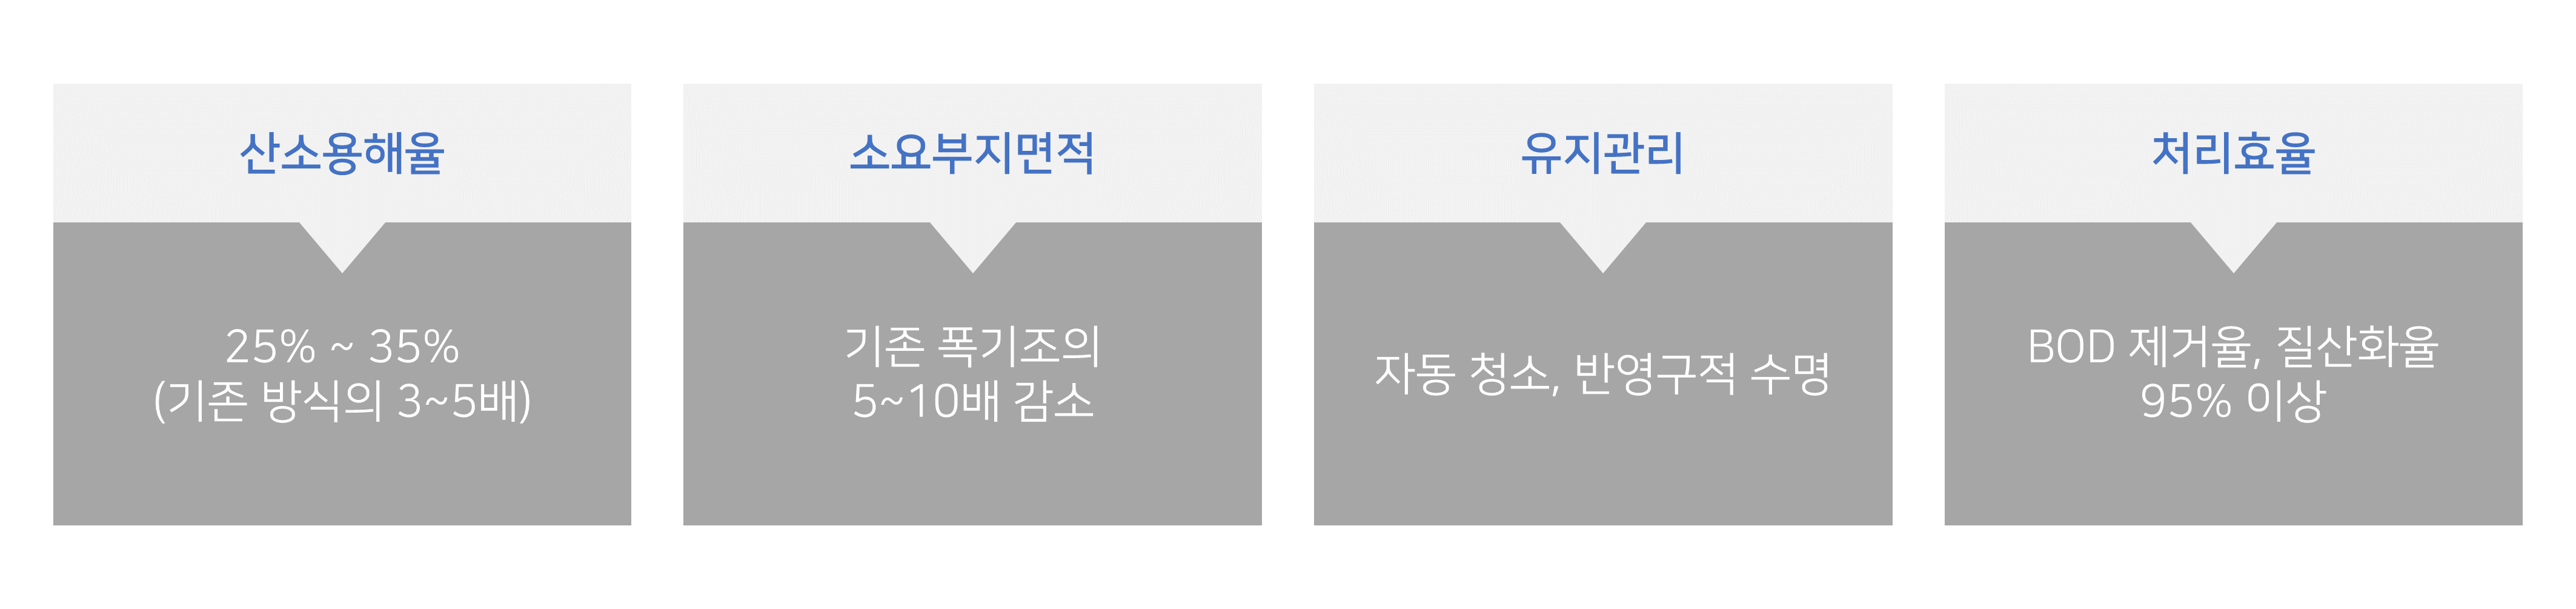 산소용해율
25% ~ 35%
(기존 방식의 3~5배)
소요부지면적
기존 폭기조의
5~10배 감소
유지관리
자동 청소, 반영구적 수명
처리효율
BOD 제거율, 질산화율
95% 이상